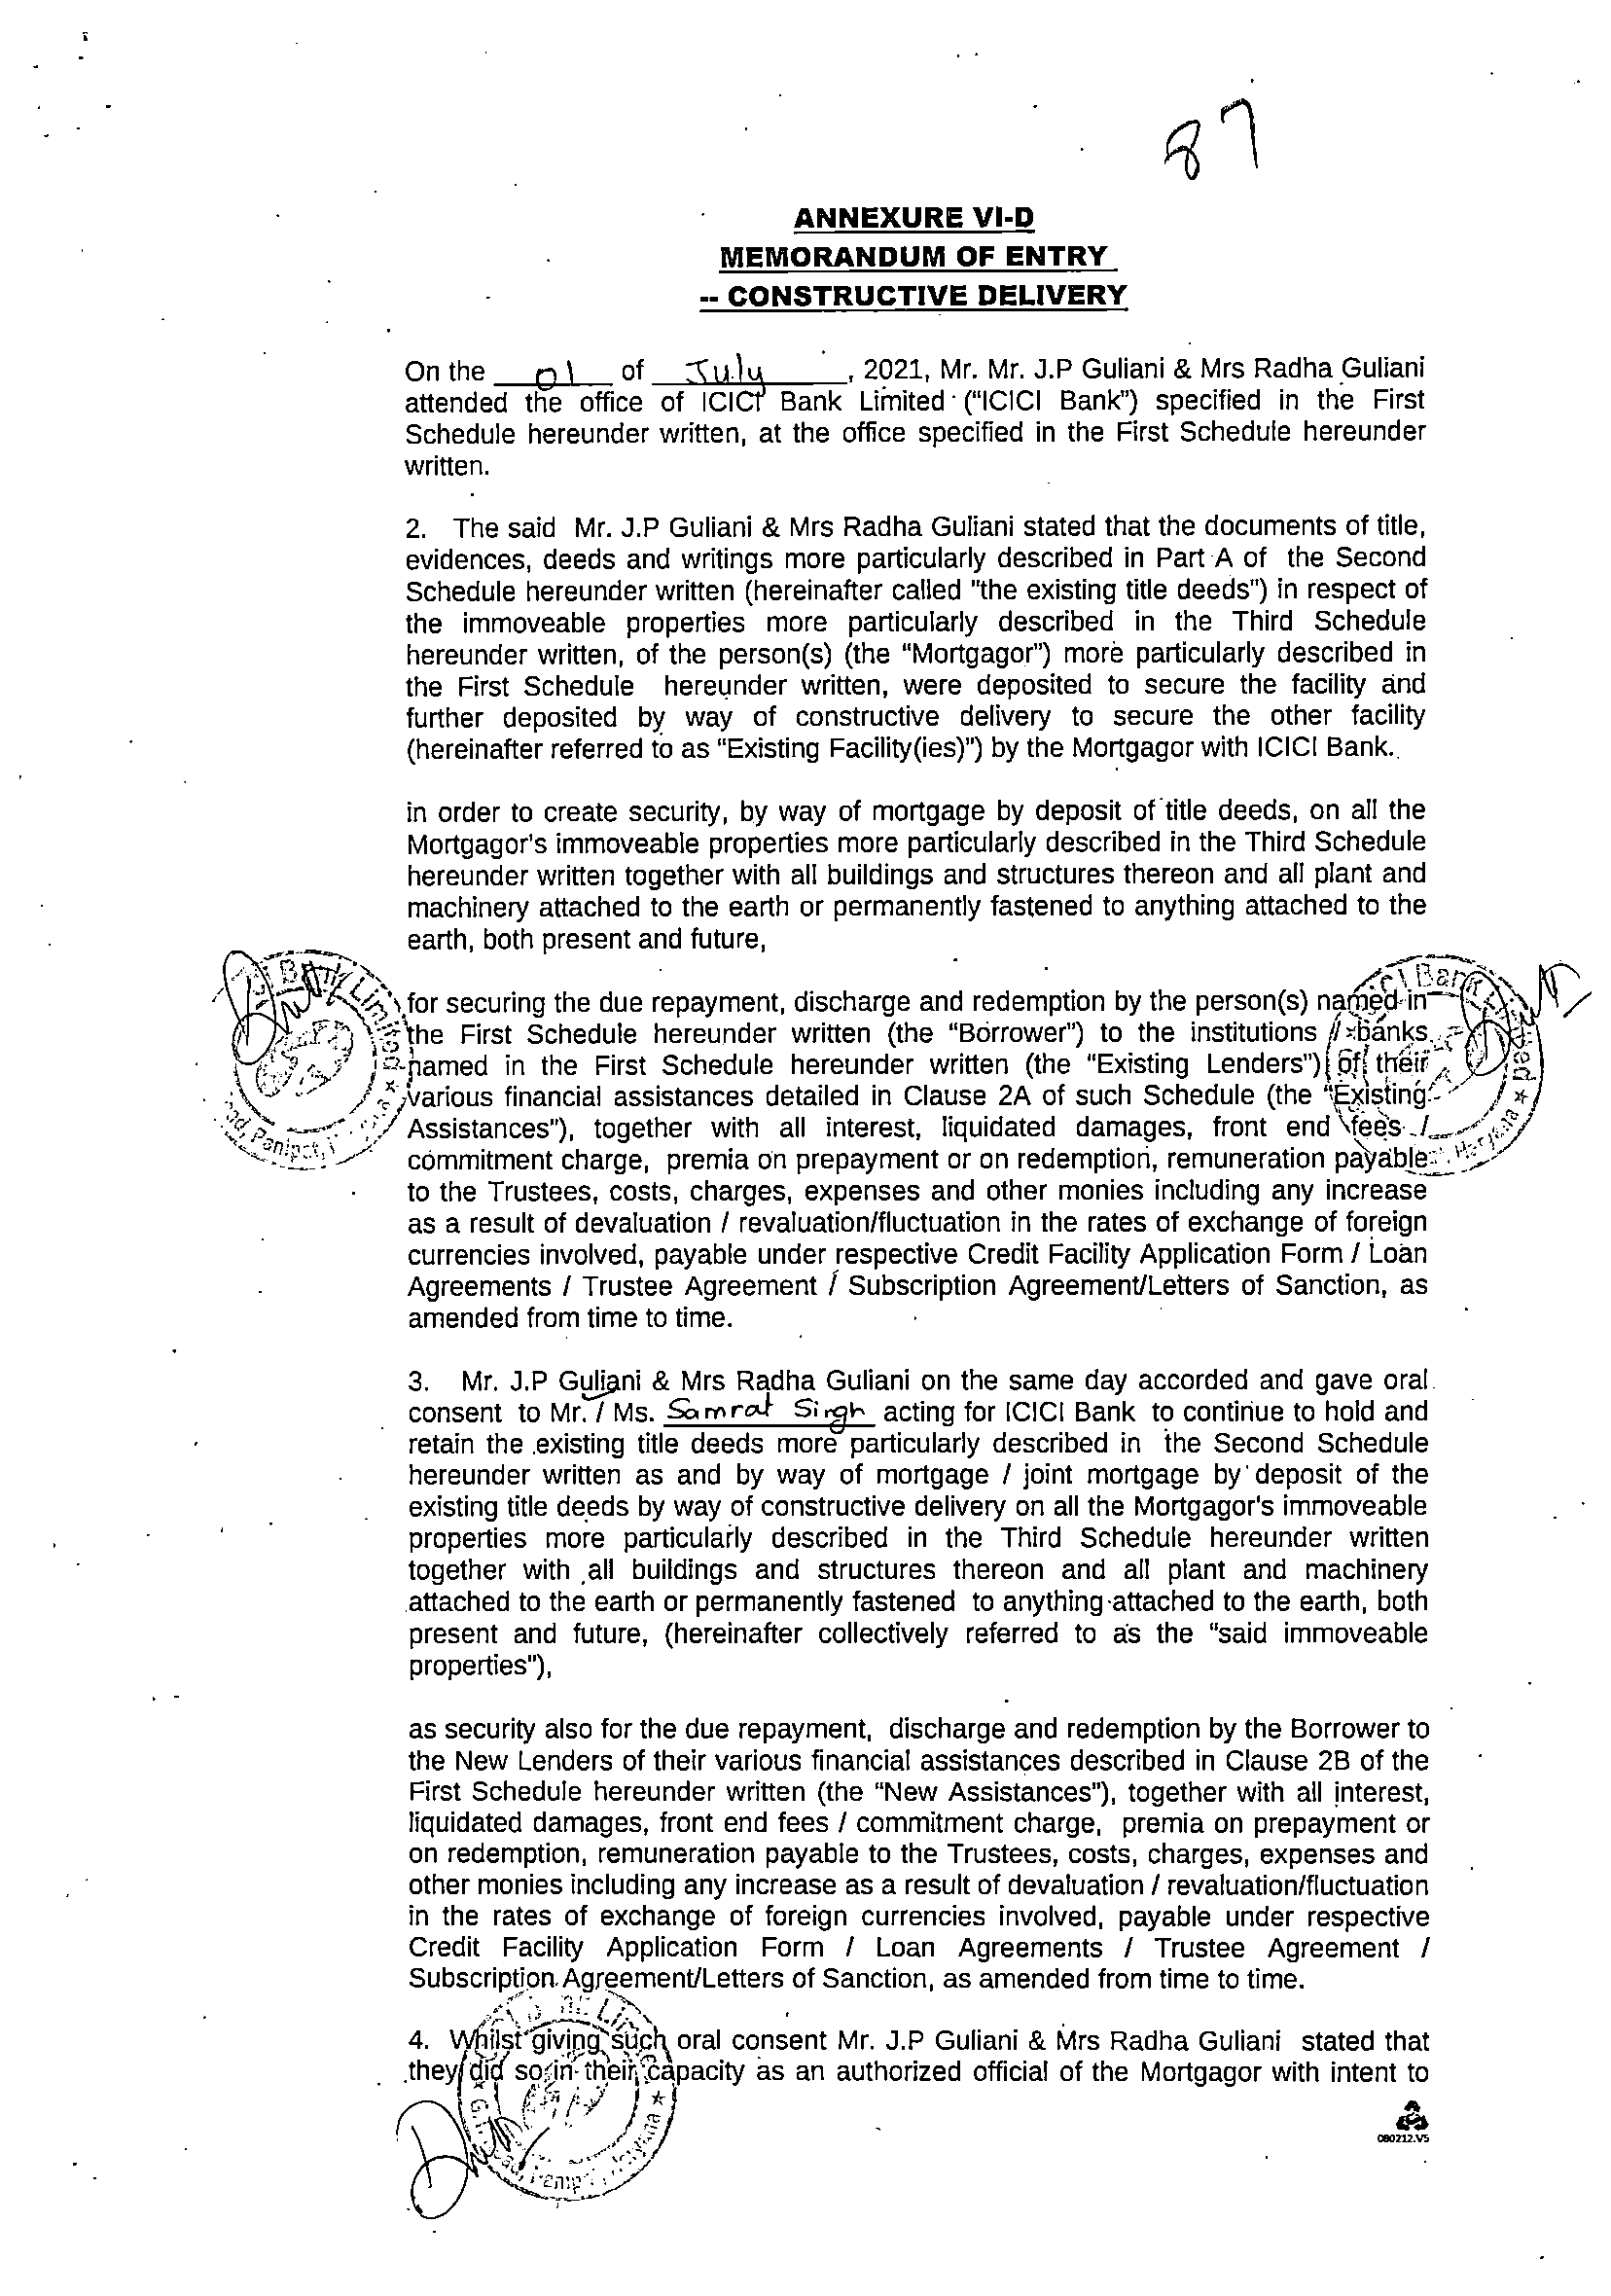 87
ANNEXURE VI-D
MEMORANDUM OF ENTRY
-- CONSTRUCTIVE DELIVERY
On the 01 of July, 2021, Mr. Mr. J.P Guliani & Mrs Radha Guliani
attended the office of ICICI Bank Limited ("ICICI Bank") specified in the First
Schedule hereunder written, at the office specified in the First Schedule hereunder
written.
2. The said Mr. J.P Guliani & Mrs Radha Guliani stated that the documents of title,
evidences, deeds and writings more particularly described in Part A of the Second
Schedule hereunder written (hereinafter called "the existing title deeds") in respect of
the immoveable properties more particularly described in the Third Schedule
hereunder written, of the person(s) (the "Mortgagor") more particularly described in
the First Schedule hereunder written, were deposited to secure the facility and
further deposited by way of constructive delivery to secure the other facility
(hereinafter referred to as "Existing Facility(ies)") by the Mortgagor with ICICI Bank.
in order to create security, by way of mortgage by deposit of title deeds, on all the
Mortgagor's immoveable properties more particularly described in the Third Schedule
hereunder written together with all buildings and structures thereon and all plant and
machinery attached to the earth or permanently fastened to anything attached to the
earth, both present and future,
for securing the due repayment, discharge and redemption by the person(s) named in
the First Schedule hereunder written (the "Borrower") to the institutions / banks
named in the First Schedule hereunder written (the "Existing Lenders") of their
various financial assistances detailed in Clause 2A of such Schedule (the "Existing
Assistances"), together with all interest, liquidated damages, front end fees /
commitment charge, premia on prepayment or on redemption, remuneration payable
to the Trustees, costs, charges, expenses and other monies including any increase
as a result of devaluation / revaluation/fluctuation in the rates of exchange of foreign
currencies involved, payable under respective Credit Facility Application Form / Loan
Agreements / Trustee Agreement / Subscription Agreement/Letters of Sanction, as
amended from time to time.
3. Mr. J.P Guliani & Mrs Radha Guliani on the same day accorded and gave oral
consent to Mr. / Ms. Samrat Singh acting for ICICI Bank to continue to hold and
retain the existing title deeds more particularly described in the Second Schedule
hereunder written as and by way of mortgage / joint mortgage by deposit of the
existing title deeds by way of constructive delivery on all the Mortgagor's immoveable
properties more particularly described in the Third Schedule hereunder written
together with all buildings and structures thereon and all plant and machinery
attached to the earth or permanently fastened to anything attached to the earth, both
present and future, (hereinafter collectively referred to as the "said immoveable
properties"),
as security also for the due repayment, discharge and redemption by the Borrower to
the New Lenders of their various financial assistances described in Clause 2B of the
First Schedule hereunder written (the "New Assistances"), together with all interest,
liquidated damages, front end fees / commitment charge, premia on prepayment or
on redemption, remuneration payable to the Trustees, costs, charges, expenses and
other monies including any increase as a result of devaluation / revaluation/fluctuation
in the rates of exchange of foreign currencies involved, payable under respective
Credit Facility Application Form / Loan Agreements / Trustee Agreement /
Subscription Agreement/Letters of Sanction, as amended from time to time.
4. Whilst giving such oral consent Mr. J.P Guliani & Mrs Radha Guliani stated that
they did so in their capacity as an authorized official of the Mortgagor with intent to
080212.V5